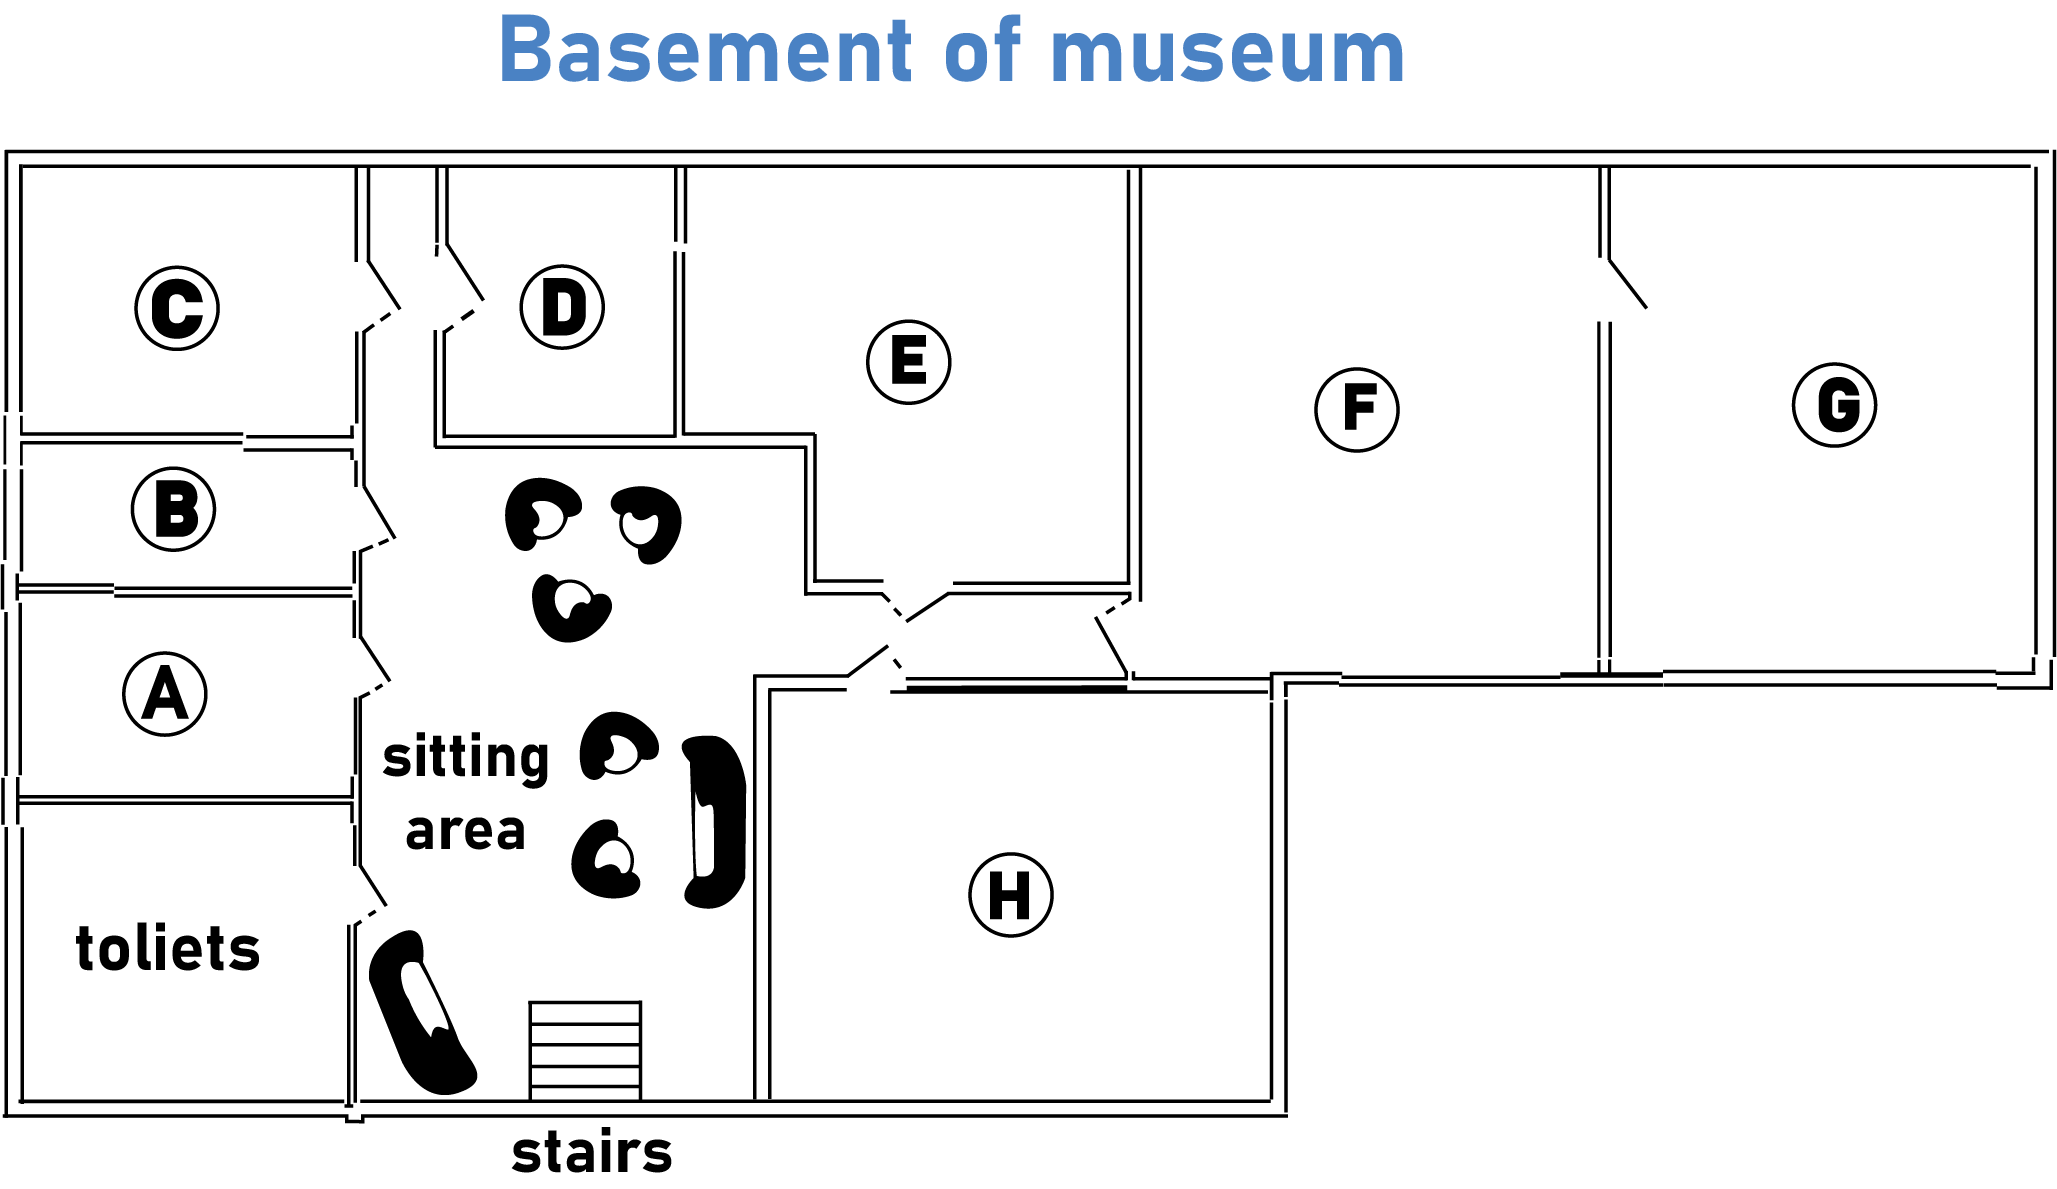 Basement of museum
C
D
E
F
G
B
A
sitting
area
H
toliets
stairs